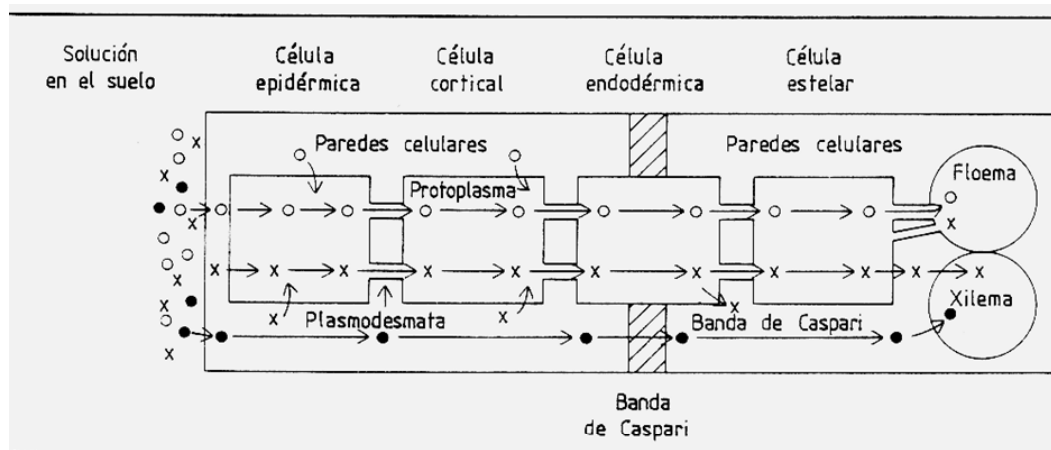 Solución
en el suelo
Célula
epidérmica
Célula
cortical
Célula
endodérmica
Célula
estelar
Paredes celulares
Paredes celulares
Protoplasma
Floema
Plasmodesmata
Banda de Caspari
Xilema
Banda
de Caspari